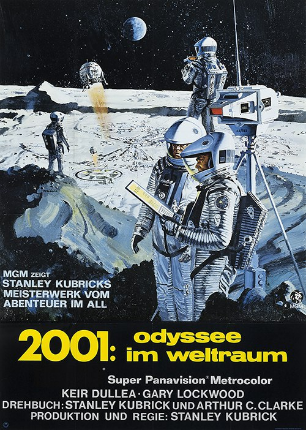 MGM ZEIGT
STANLEY KUBRICKS
MEISTERWERK VOM
ABENTEUER IM ALL
2001: odyssee
im weltraum
Super Panavision® Metrocolor
KEIR DULLEA · GARY LOCKWOOD
DREHBUCH: STANLEY KUBRICK UND ARTHUR C. CLARKE
PRODUKTION UND REGIE: STANLEY KUBRICK